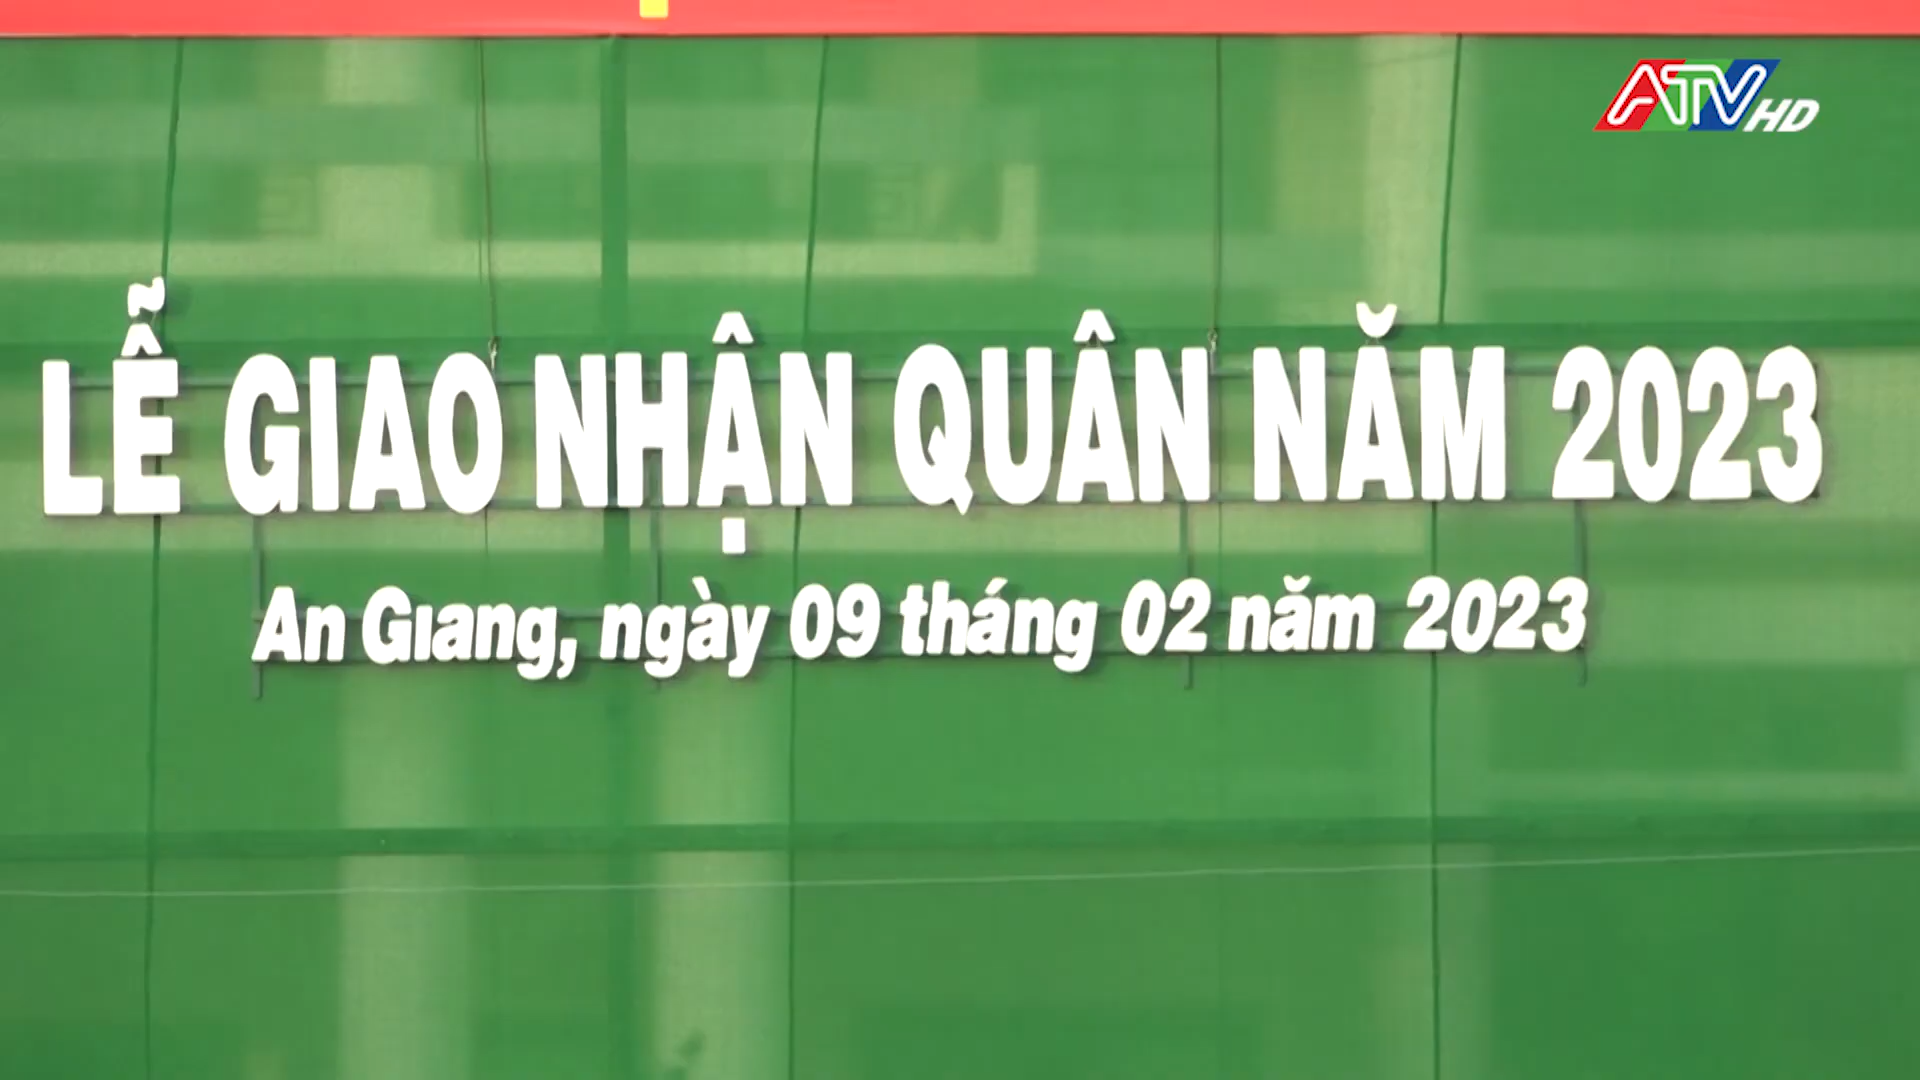 ATV HD
LỄ GIAO NHẬN QUÂN NĂM 2023
An Giang, ngày 09 tháng 02 năm 2023